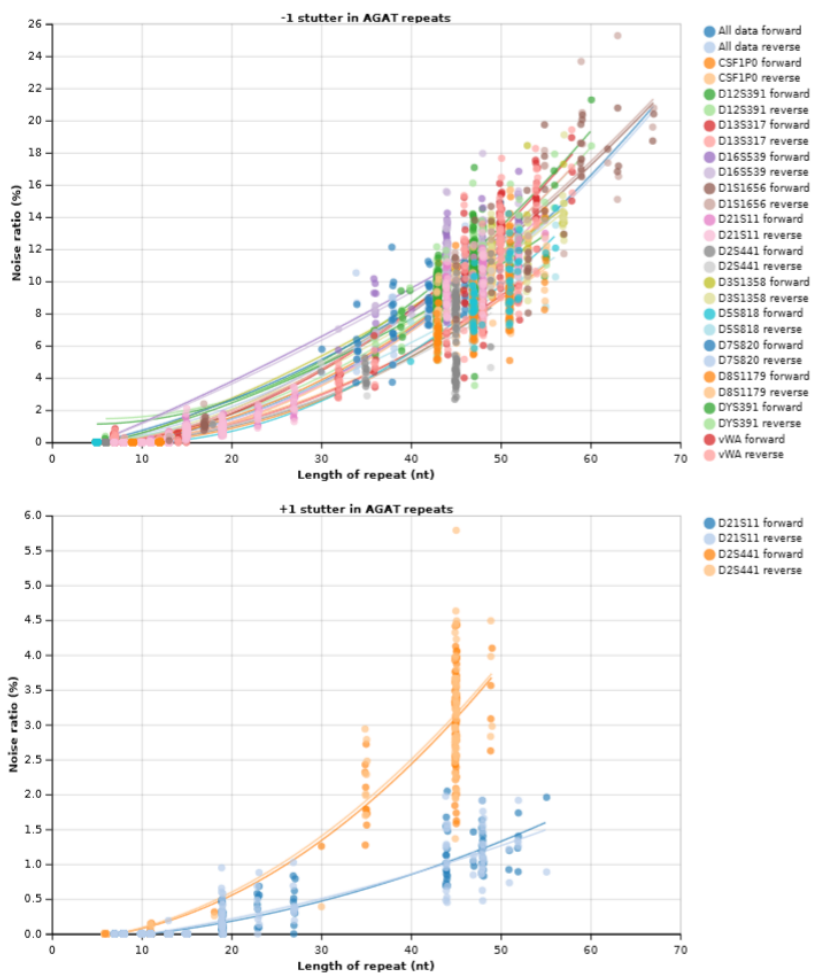 -1 stutter in AGAT repeats
26
24
22
20
18
16
14
12
10
8
6
4
2
0
Noise ratio (%)
0 10 20 30 40 50 60 70
Length of repeat (nt)
All data forward
All data reverse
CSF1P0 forward
CSF1P0 reverse
D12S391 forward
D12S391 reverse
D13S317 forward
D13S317 reverse
D16S539 forward
D16S539 reverse
D1S1656 forward
D1S1656 reverse
D21S11 forward
D21S11 reverse
D2S441 forward
D2S441 reverse
D3S1358 forward
D3S1358 reverse
D5S818 forward
D5S818 reverse
D7S820 forward
D7S820 reverse
D8S1179 forward
D8S1179 reverse
DYS391 forward
DYS391 reverse
vWA forward
vWA reverse
+1 stutter in AGAT repeats
6.0
5.5
5.0
4.5
4.0
3.5
3.0
2.5
2.0
1.5
1.0
0.5
0.0
Noise ratio (%)
0 10 20 30 40 50 60 70
Length of repeat (nt)
D21S11 forward
D21S11 reverse
D2S441 forward
D2S441 reverse